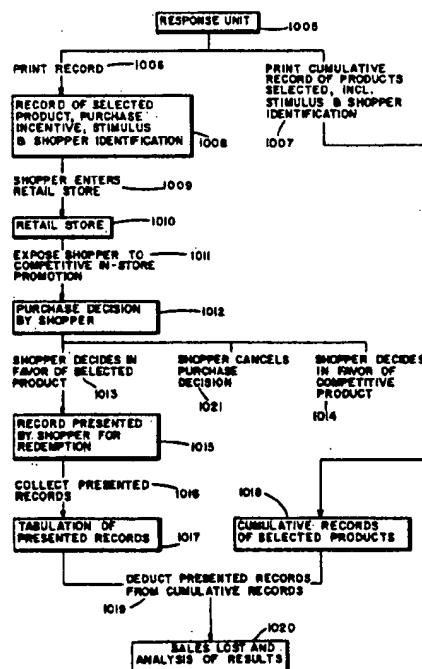 RESPONSE UNIT
1005
PRINT RECORD
1006
PRINT CUMULATIVE
RECORD OF PRODUCTS
SELECTED, INCL.
STIMULUS & SHOPPER
IDENTIFICATION
1007
RECORD OF SELECTED
PRODUCT, PURCHASE
INCENTIVE, STIMULUS
& SHOPPER IDENTIFICATION
1008
SHOPPER ENTERS
RETAIL STORE
1009
RETAIL STORE
1010
EXPOSE SHOPPER TO
COMPETITIVE IN-STORE
PROMOTION
1011
PURCHASE DECISION
BY SHOPPER
1012
SHOPPER DECIDES IN
FAVOR OF SELECTED
PRODUCT
1013
SHOPPER CANCELS
PURCHASE
DECISION
1021
SHOPPER DECIDES
IN FAVOR OF
COMPETITIVE
PRODUCT
1014
RECORD PRESENTED
BY SHOPPER FOR
REDEMPTION
1015
COLLECT PRESENTED
RECORDS
1016
TABULATION OF
PRESENTED RECORDS
1017
1018
CUMULATIVE RECORDS
OF SELECTED PRODUCTS
DEDUCT PRESENTED RECORDS
FROM CUMULATIVE RECORDS
1019
1020
SALES LOST AND
ANALYSIS OF RESULTS